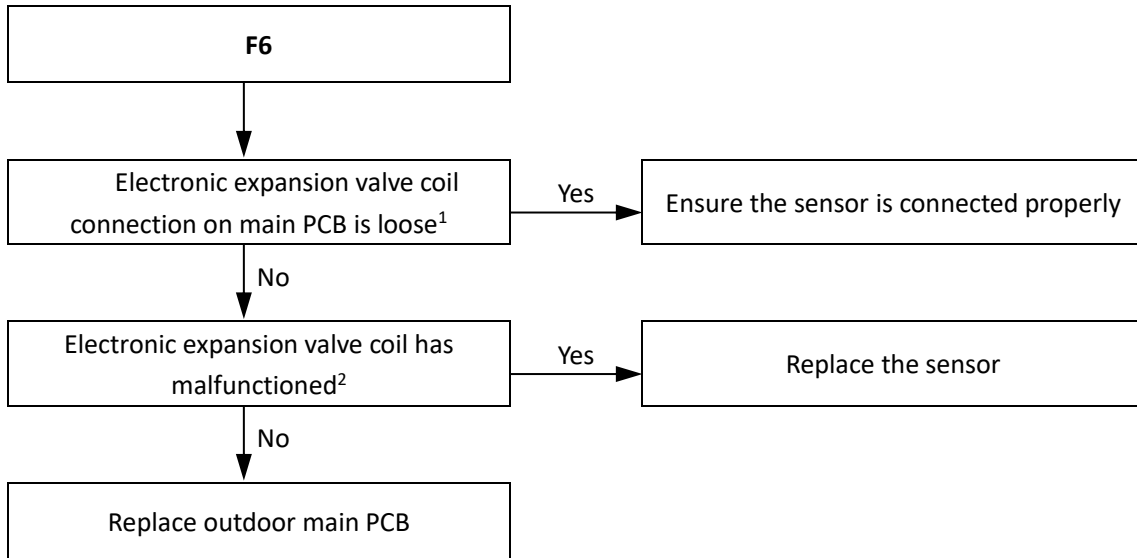 F6
Electronic expansion valve coil
connection on main PCB is loose¹
Yes
Ensure the sensor is connected properly
No
Electronic expansion valve coil has
malfunctioned²
Yes
Replace the sensor
No
Replace outdoor main PCB